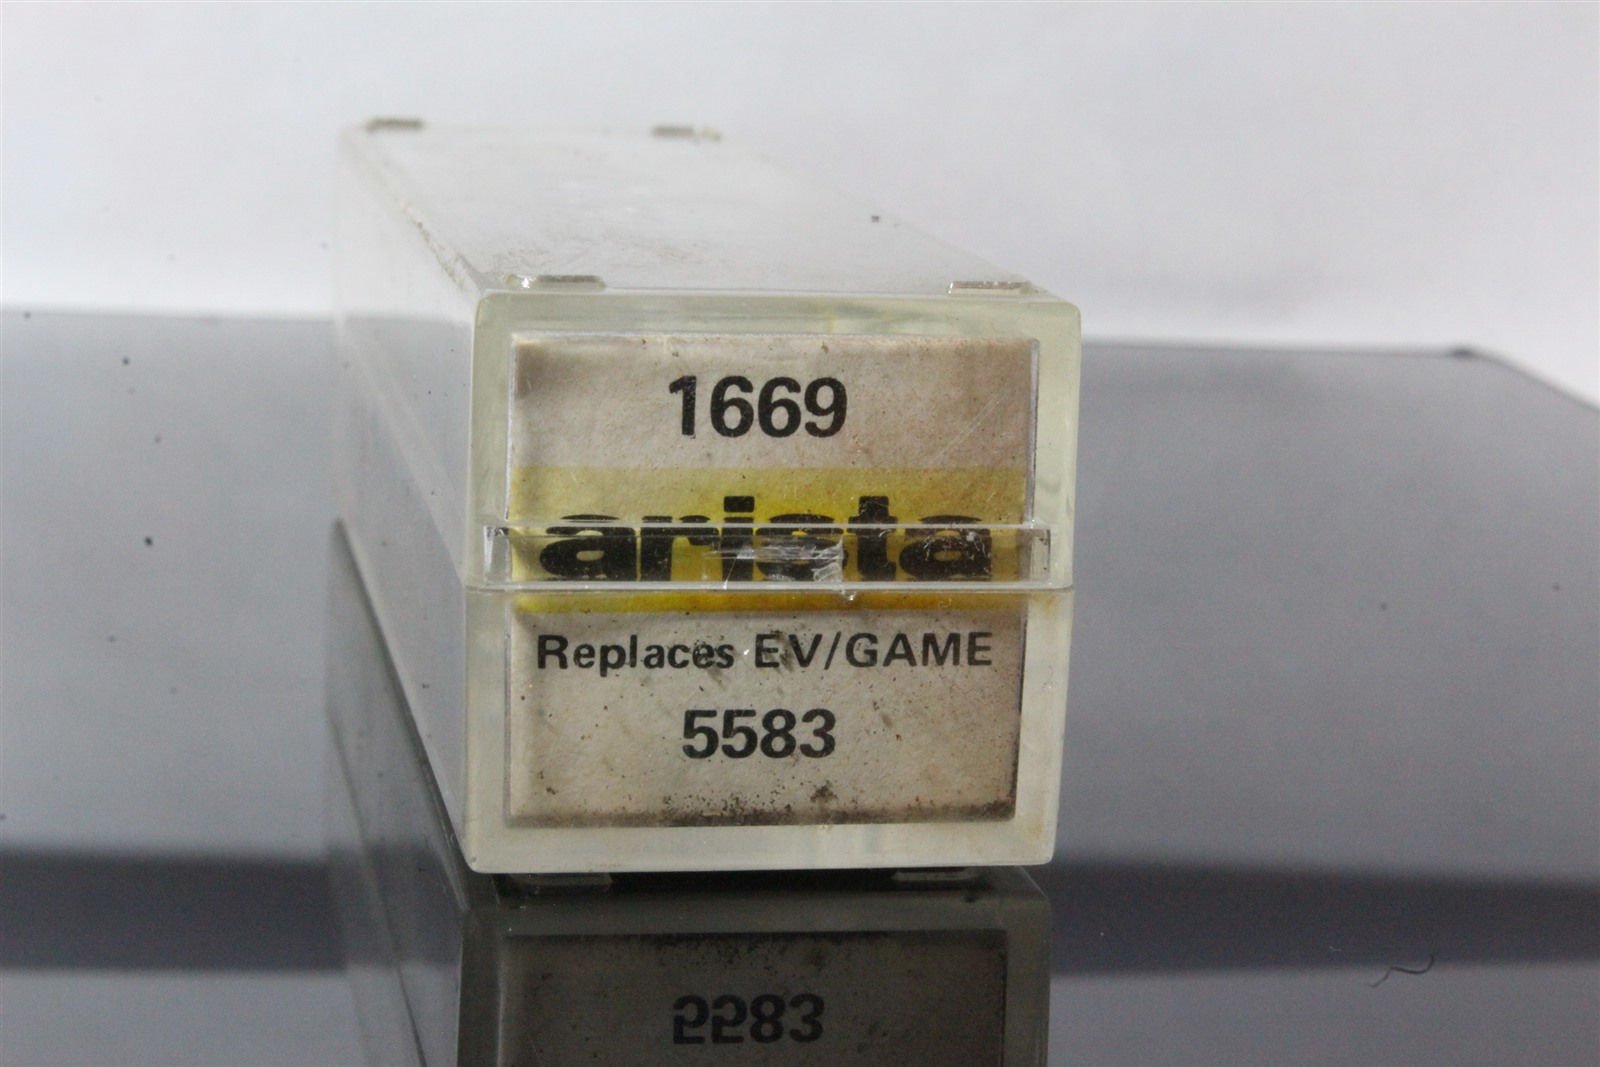 1669
arista
Replaces EV/GAME
5583